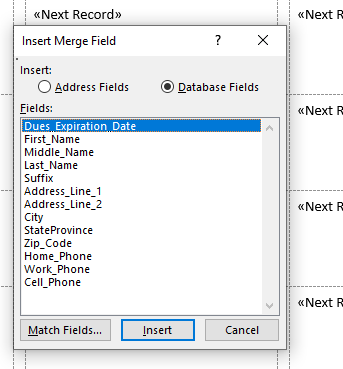 «Next Record»
«Next R
Insert Merge Field
?
Insert:
Address Fields
Database Fields
Fields:
Dues_Expiration_Date
First_Name
Middle_Name
Last_Name
Suffix
Address_Line_1
Address_Line_2
City
StateProvince
Zip_Code
Home_Phone
Work_Phone
Cell_Phone
Match Fields...
Insert
Cancel
«Next R
«Next R
«Next R